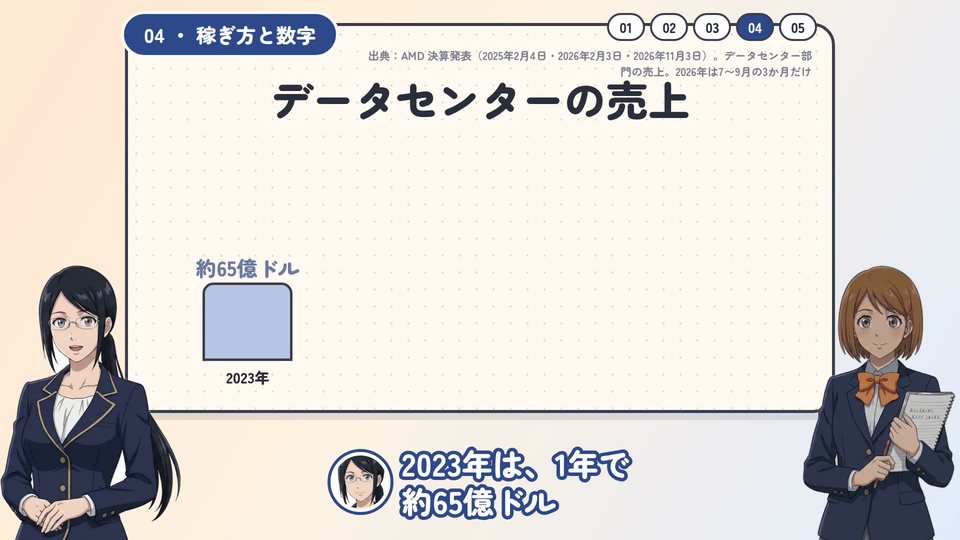 04 ・ 稼ぎ方と数字
01 02 03 04 05
出典：AMD 決算発表（2025年2月4日・2026年2月3日・2026年11月3日）。データセンター部
門の売上。2026年は7〜9月の3か月だけ
データセンターの売上
約65億ドル
2023年
2023年は、1年で
約65億ドル